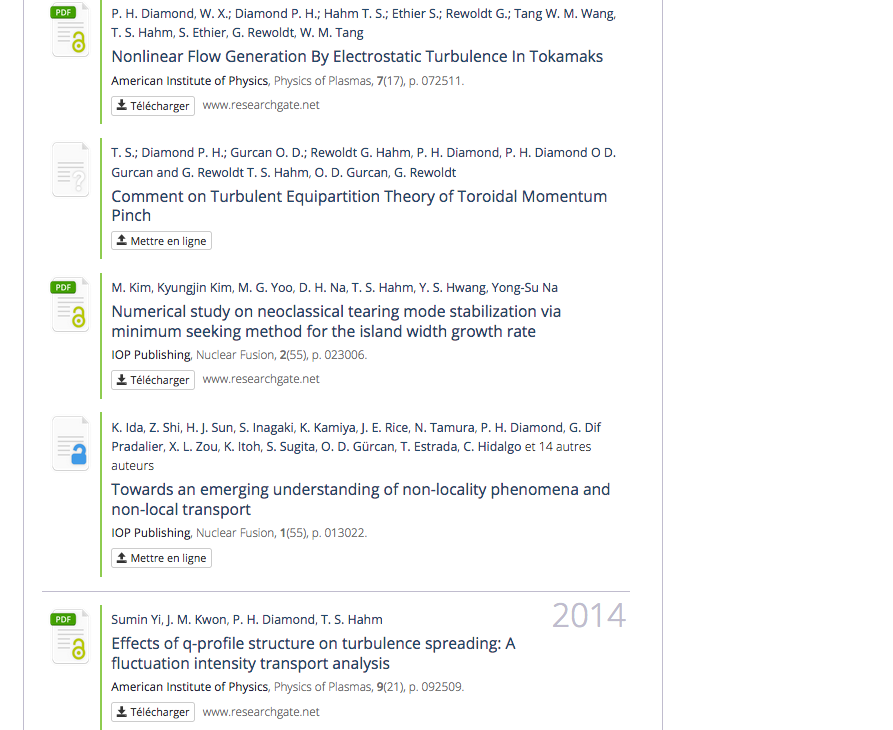 PDF
P. H. Diamond, W. X.; Diamond P. H.; Hahm T. S.; Ethier S.; Rewoldt G.; Tang W. M. Wang,
T. S. Hahm, S. Ethier, G. Rewoldt, W. M. Tang
Nonlinear Flow Generation By Electrostatic Turbulence In Tokamaks
American Institute of Physics, Physics of Plasmas, 7(17), p. 072511.
Télécharger www.researchgate.net
T. S.; Diamond P. H.; Gurcan O. D.; Rewoldt G. Hahm, P. H. Diamond, P. H. Diamond O D.
Gurcan and G. Rewoldt T. S. Hahm, O. D. Gurcan, G. Rewoldt
?
Comment on Turbulent Equipartition Theory of Toroidal Momentum
Pinch
Mettre en ligne
PDF
M. Kim, Kyungjin Kim, M. G. Yoo, D. H. Na, T. S. Hahm, Y. S. Hwang, Yong-Su Na
Numerical study on neoclassical tearing mode stabilization via
minimum seeking method for the island width growth rate
IOP Publishing, Nuclear Fusion, 2(55), p. 023006.
Télécharger www.researchgate.net
K. Ida, Z. Shi, H. J. Sun, S. Inagaki, K. Kamiya, J. E. Rice, N. Tamura, P. H. Diamond, G. Dif
Pradalier, X. L. Zou, K. Itoh, S. Sugita, O. D. Gürcan, T. Estrada, C. Hidalgo et 14 autres
auteurs
Towards an emerging understanding of non-locality phenomena and
non-local transport
IOP Publishing, Nuclear Fusion, 1(55), p. 013022.
Mettre en ligne
2014
PDF
Sumin Yi, J. M. Kwon, P. H. Diamond, T. S. Hahm
Effects of q-profile structure on turbulence spreading: A
fluctuation intensity transport analysis
American Institute of Physics, Physics of Plasmas, 9(21), p. 092509.
Télécharger www.researchgate.net